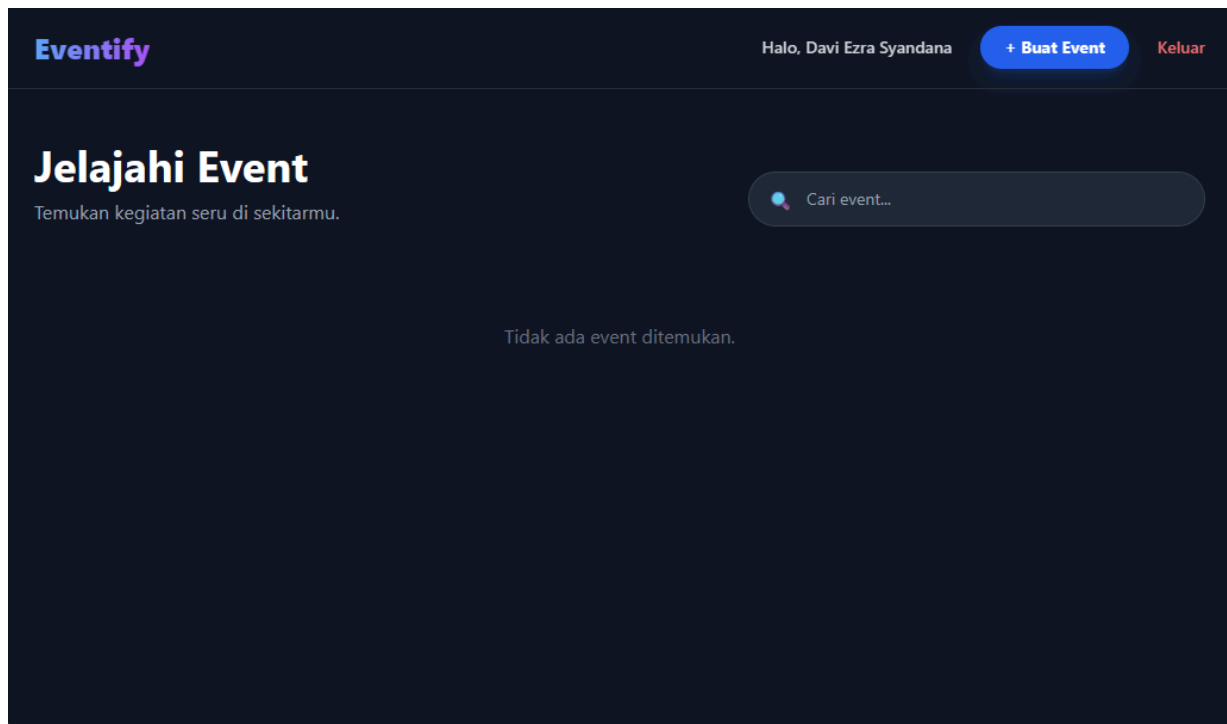 Eventify
Halo, Davi Ezra Syandana
+ Buat Event
Keluar
Jelajahi Event
Temukan kegiatan seru di sekitarmu.
Cari event...
Tidak ada event ditemukan.